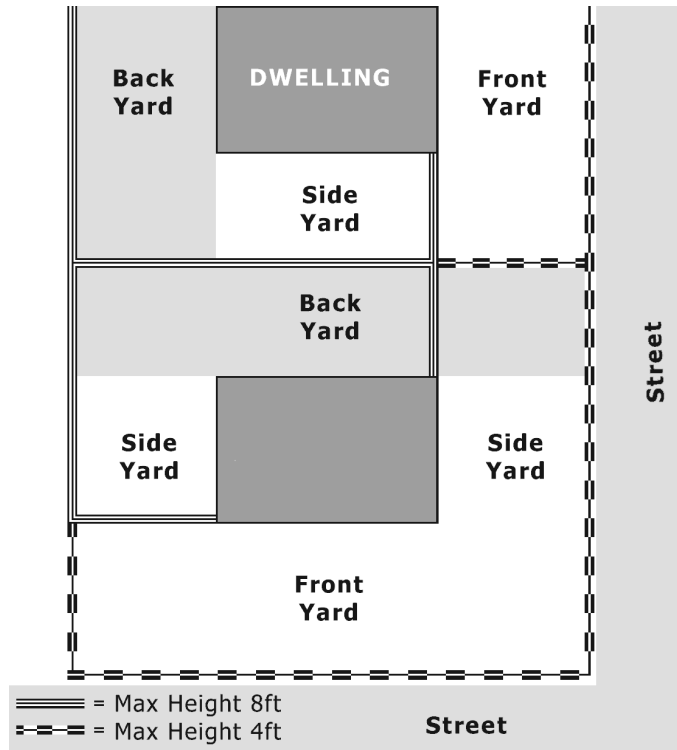 Back
Yard
DWELLING
Front
Yard
Side
Yard
Back
Yard
Street
Side
Yard
Side
Yard
Front
Yard
= Max Height 8ft
= Max Height 4ft
Street